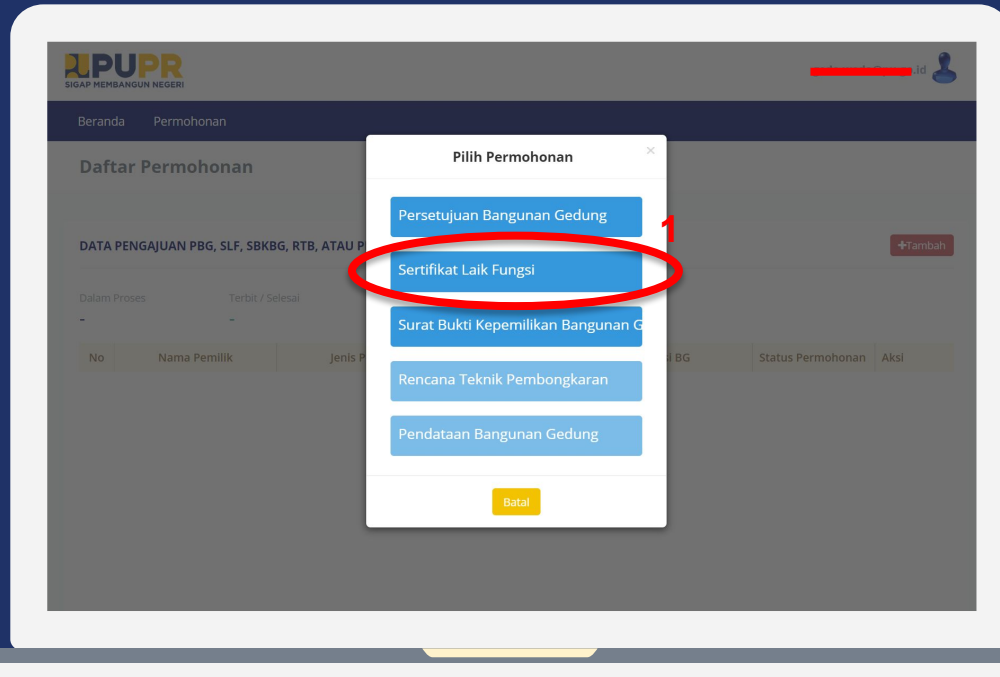 PUPR
SIGAP MEMBANGUN NEGERI
.id
Beranda Permohonan
Daftar Permohonan
Pilih Permohonan ×
Persetujuan Bangunan Gedung
1
DATA PENGAJUAN PBG, SLF, SBKBG, RTB, ATAU P
+Tambah
Sertifikat Laik Fungsi
Dalam Proses Terbit / Selesai
- -
Surat Bukti Kepemilikan Bangunan G
No Nama Pemilik Jenis P si BG Status Permohonan Aksi
Rencana Teknik Pembongkaran
Pendataan Bangunan Gedung
Batal